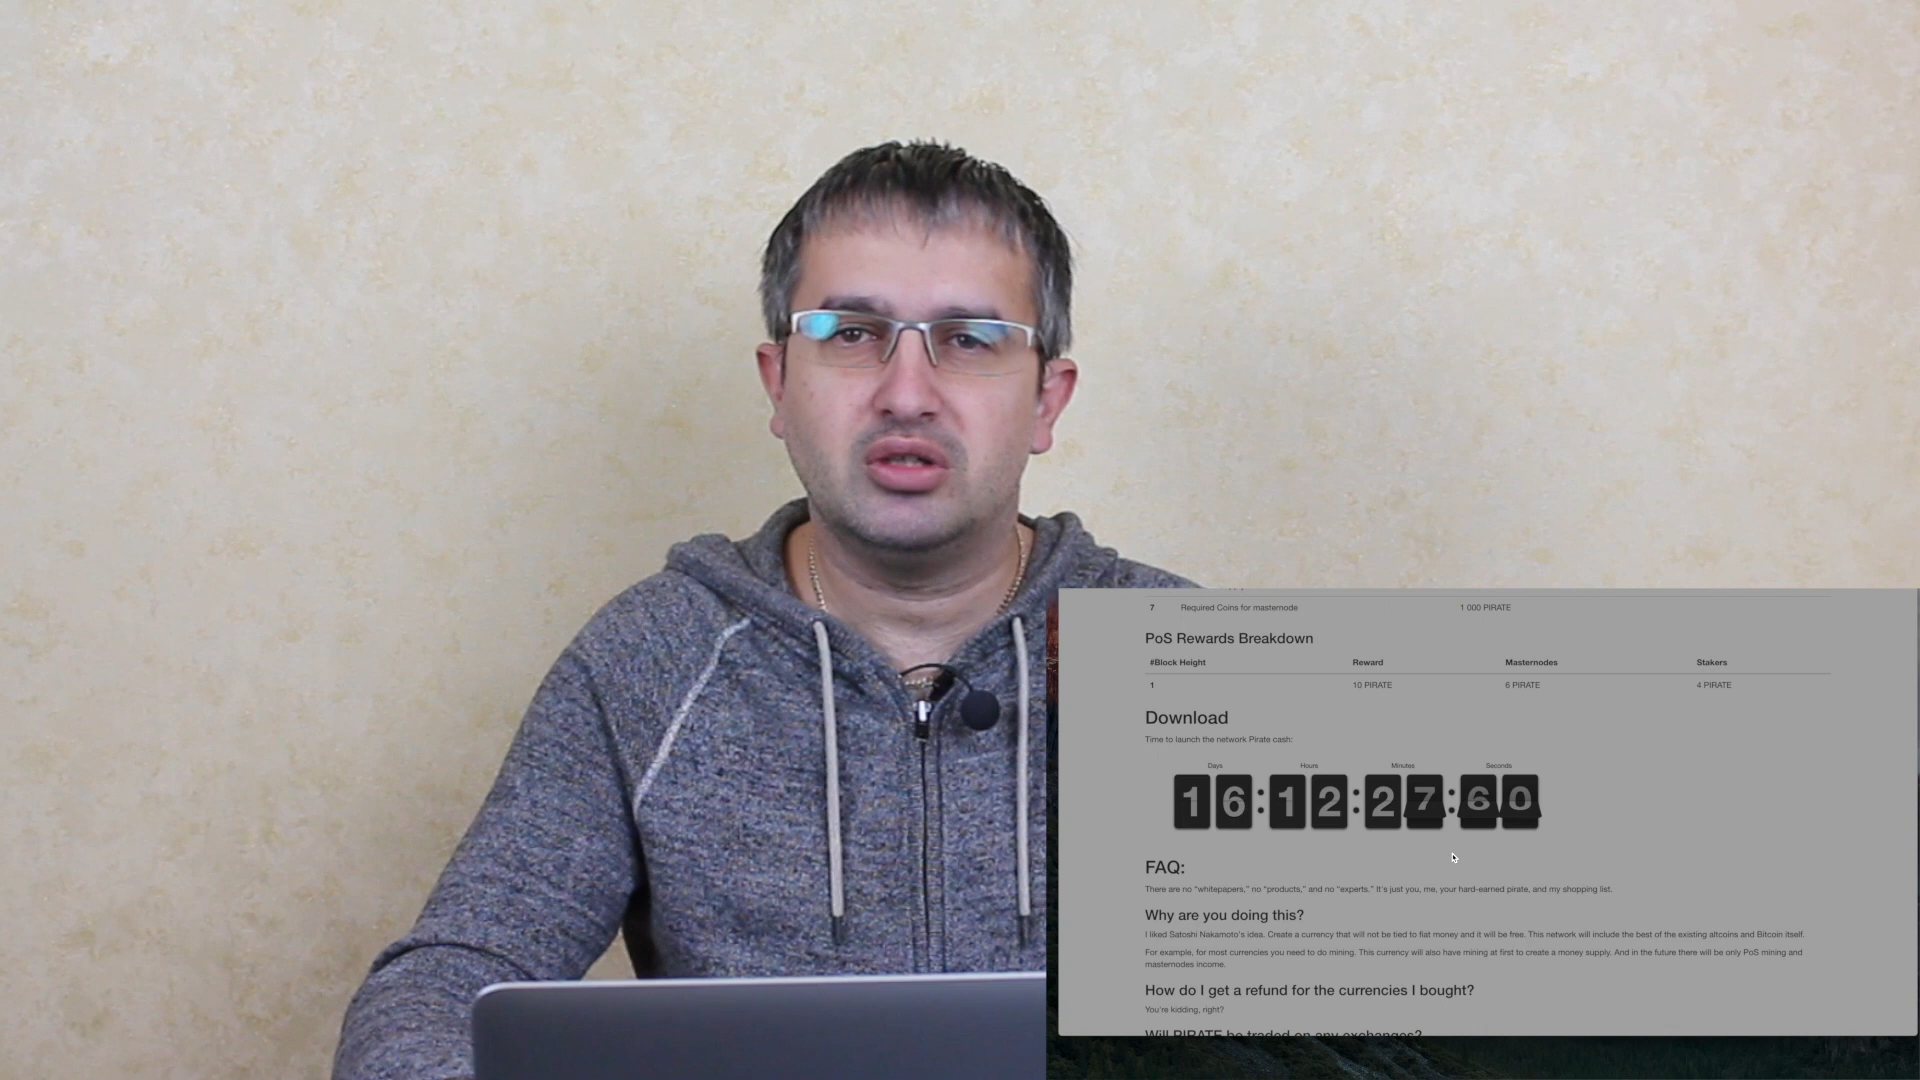 7 Required Coins for masternode 1 000 PIRATE
PoS Rewards Breakdown
#Block Height Reward Masternodes Stakers
1 10 PIRATE 6 PIRATE 4 PIRATE
Download
Time to launch the network Pirate cash:
Days Hours Minutes Seconds
16:12:27:60
FAQ:
There are no “whitepapers,” no “products,” and no “experts.” It's just you, me, your hard-earned pirate, and my shopping list.
Why are you doing this?
I liked Satoshi Nakamoto's idea. Create a currency that will not be tied to fiat money and it will be free. This network will include the best of the existing altcoins and Bitcoin itself.
For example, for most currencies you need to do mining. This currency will also have mining at first to create a money supply. And in the future there will be only PoS mining and
masternodes income.
How do I get a refund for the currencies I bought?
You're kidding, right?
Will PIRATE be traded on any exchanges?